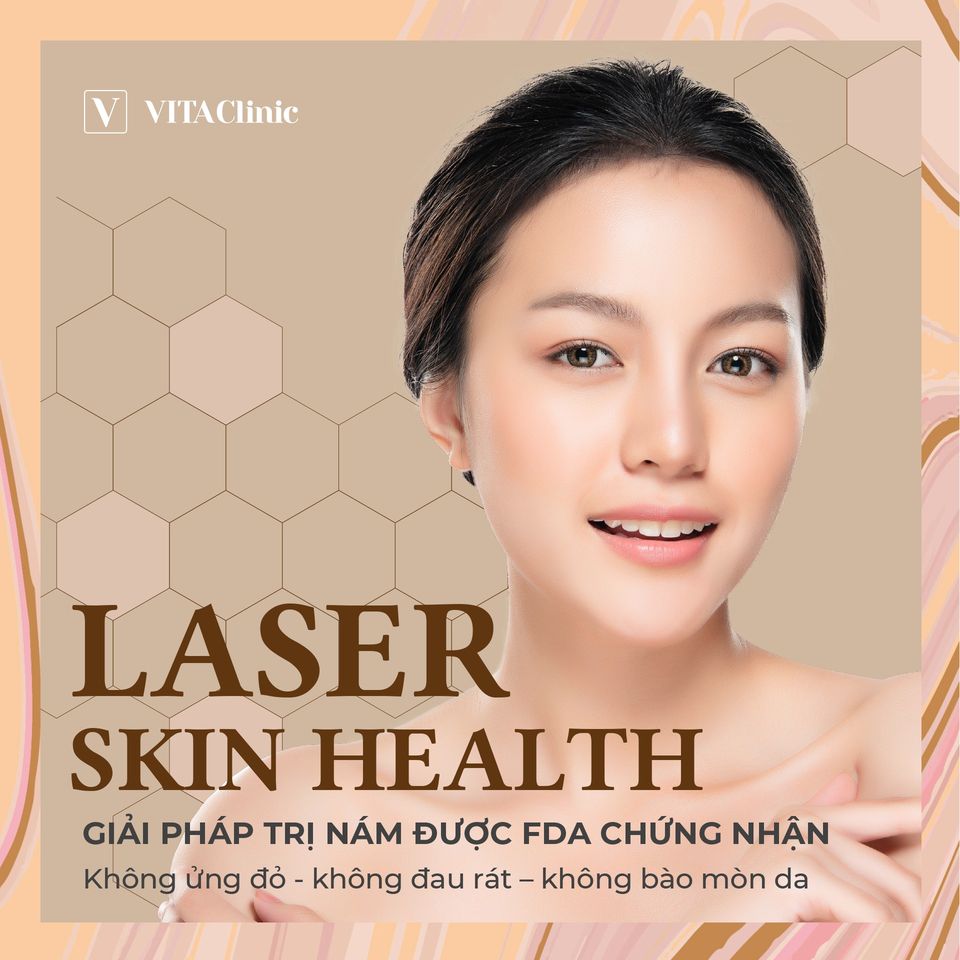 V VITAClinic
LASER
SKIN HEALTH
GIẢI PHÁP TRỊ NÁM ĐƯỢC FDA CHỨNG NHẬN
Không ửng đỏ - không đau rát – không bào mòn da